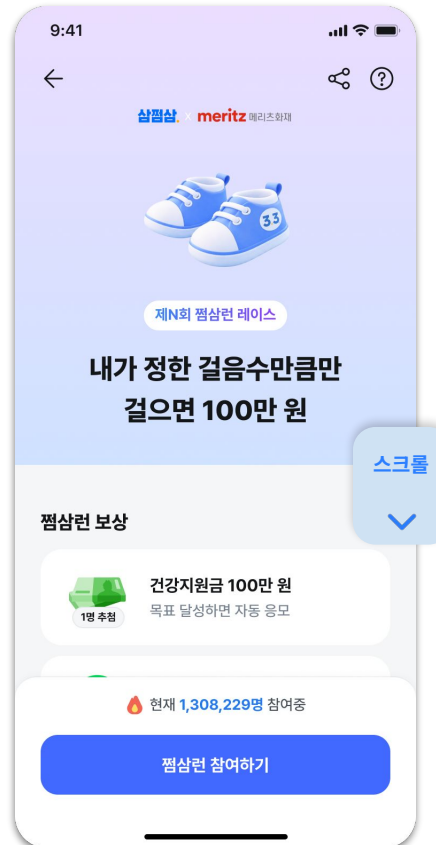 9:41
삼쩜삼. × meritz 메리츠화재
33
제N회 쩜삼런 레이스
내가 정한 걸음수만큼만
걸으면 100만 원
스크롤
쩜삼런 보상
건강지원금 100만 원
1명 추첨
목표 달성하면 자동 응모
현재 1,308,229명 참여중
쩜삼런 참여하기